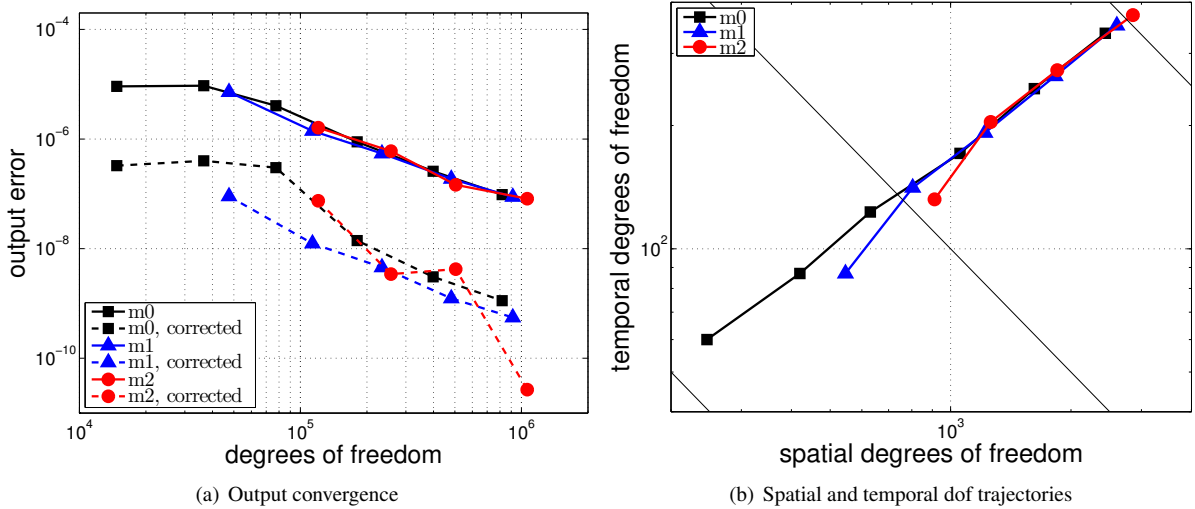 10^-4
10^-6
10^-8
10^-10
output error
m0
m0, corrected
m1
m1, corrected
m2
m2, corrected
10^4
10^5
10^6
degrees of freedom
(a) Output convergence
m0
m1
m2
temporal degrees of freedom
10^2
10^3
spatial degrees of freedom
(b) Spatial and temporal dof trajectories